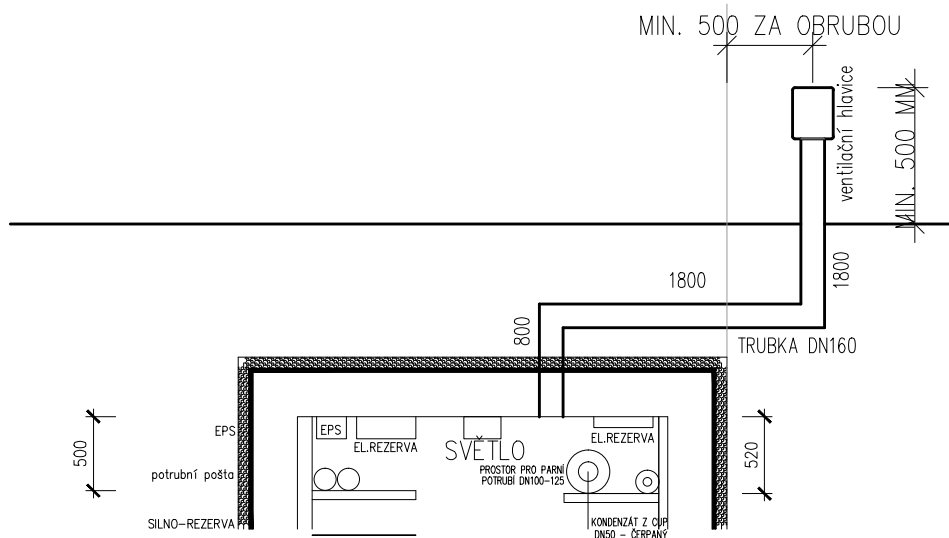 MIN. 500 ZA OBRUBOU
ventilační hlavice
MIN. 500 MM
1800
1800
800
TRUBKA DN160
EPS
EPS
EL.REZERVA
SVĚTLO
EL.REZERVA
500
520
potrubní pošta
PROSTOR PRO PARNÍ
POTRUBÍ DN100-125
SILNO-REZERVA
KONDENZÁT Z CUP
DN50 - ČERPANÝ